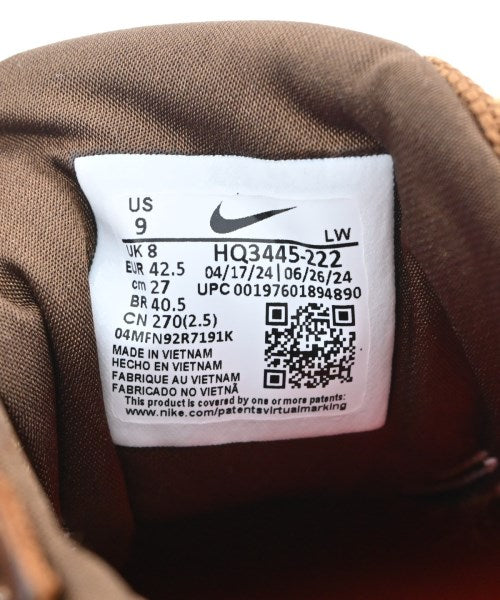 US
9
LW
UK 8
HQ3445-222
EUR 42.5
04/17/24 | 06/26/24
cm 27
UPC 00197601894890
BR 40.5
CN 270(2.5)
04MFN92R7191K
MADE IN VIETNAM
HECHO EN VIETNAM
FABRIQUE AU VIETNAM
FABRICADO NO VIETNÃ
This product is covered by one or more patents:
www.nike.com/patentsvirtualmarking